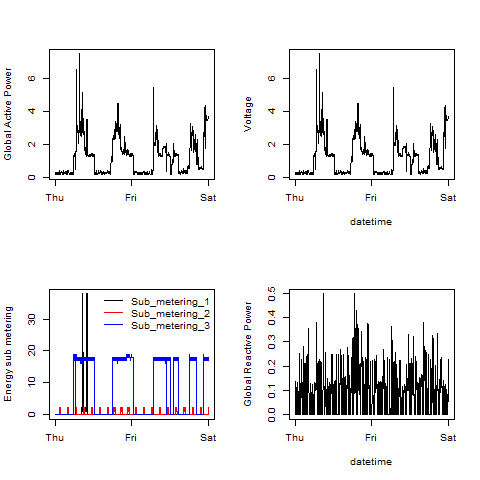 Global Active Power
0 2 4 6
Thu Fri Sat
Voltage
0 2 4 6
Thu Fri Sat
datetime
Energy sub metering
0 10 20 30
Sub_metering_1
Sub_metering_2
Sub_metering_3
Thu Fri Sat
Global Reactive Power
0.0 0.1 0.2 0.3 0.4 0.5
Thu Fri Sat
datetime